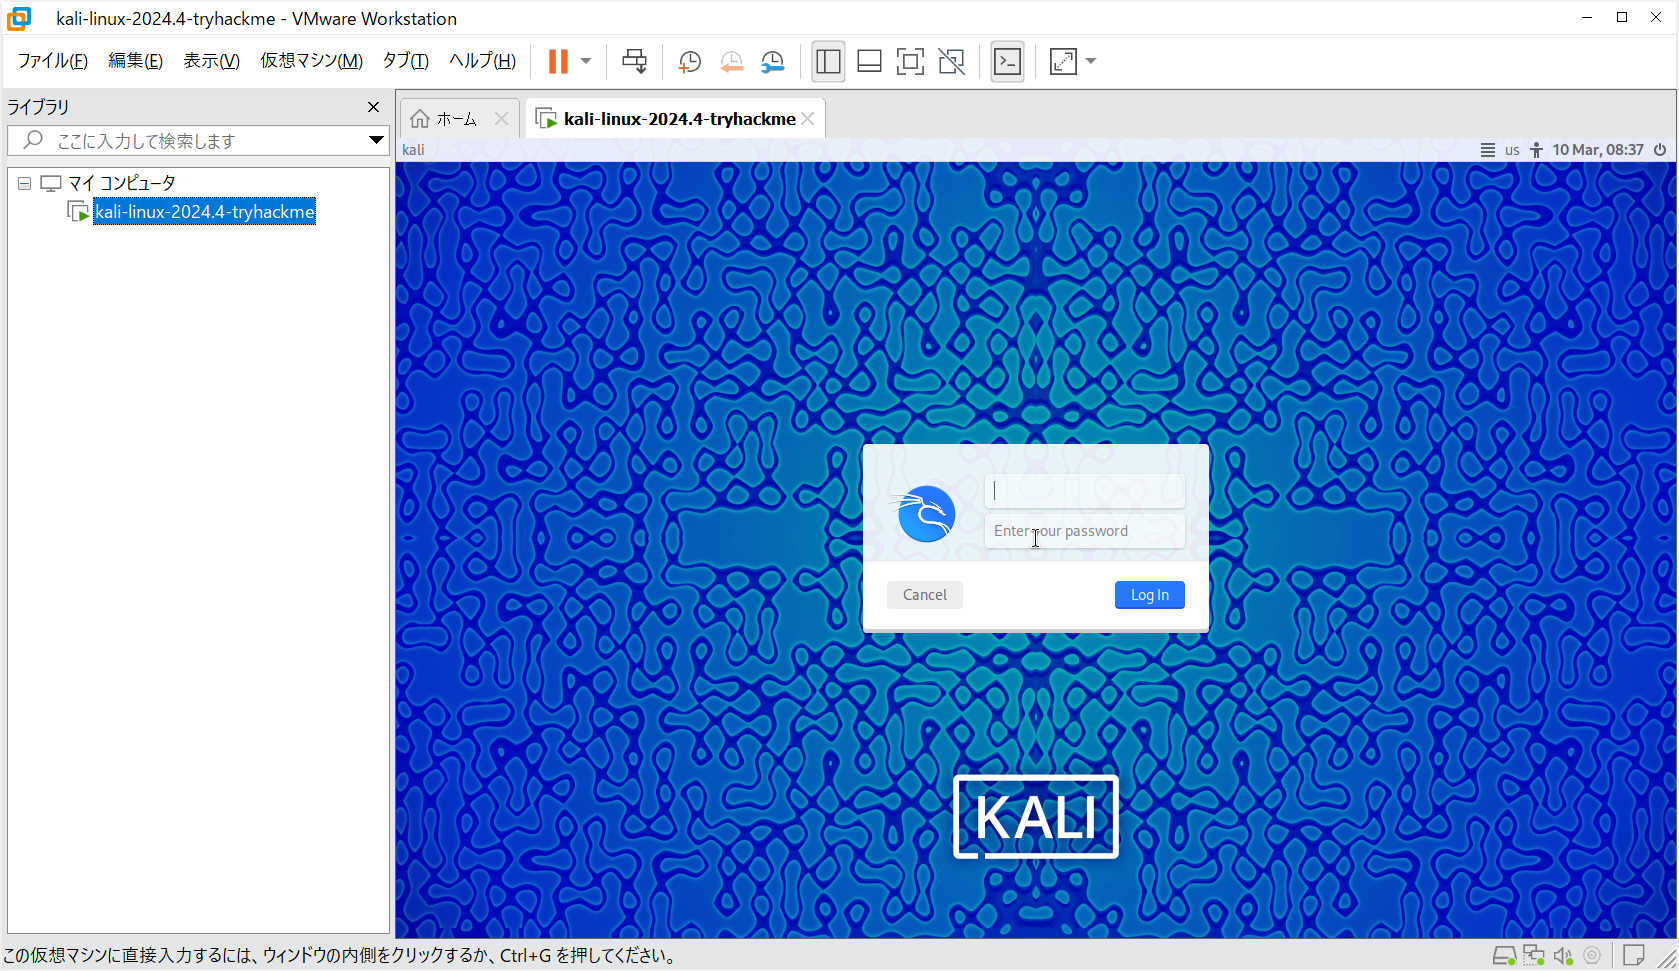 kali-linux-2024.4-tryhackme - VMware Workstation
ファイル(F) 編集(E) 表示(V) 仮想マシン(M) タブ(T) ヘルプ(H)
ライブラリ
ここに入力して検索します
マイ コンピュータ
kali-linux-2024.4-tryhackme
ホーム
kali-linux-2024.4-tryhackme
kali
us
10 Mar, 08:37
Enter your password
Cancel
Log In
KALI
この仮想マシンに直接入力するには、ウィンドウの内側をクリックするか、Ctrl+G を押してください。